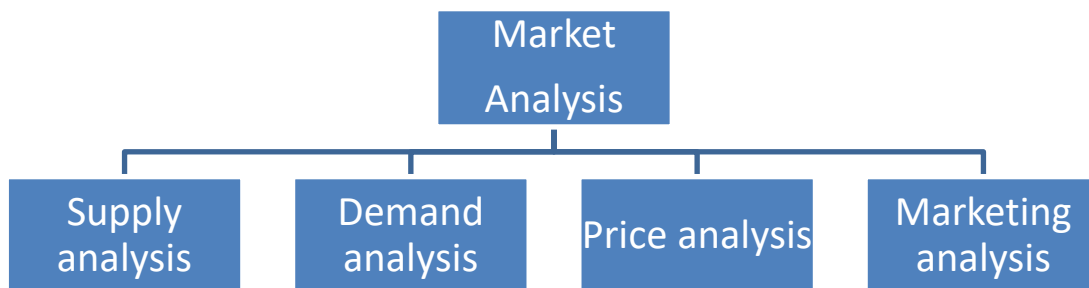 Market
Analysis
Supply
analysis
Demand
analysis
Price analysis
Marketing
analysis